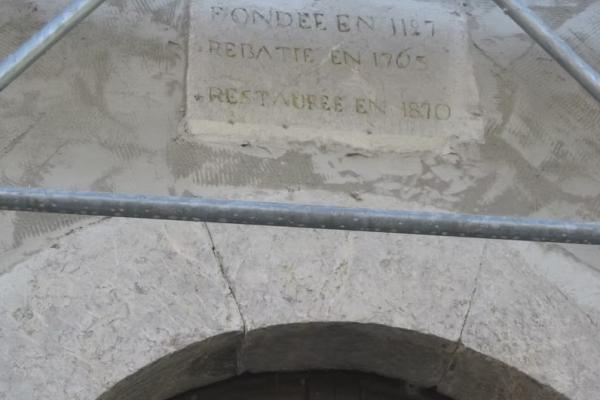 FONDEE EN 1127
REBATIE EN 1765
RESTAUREE EN 1870